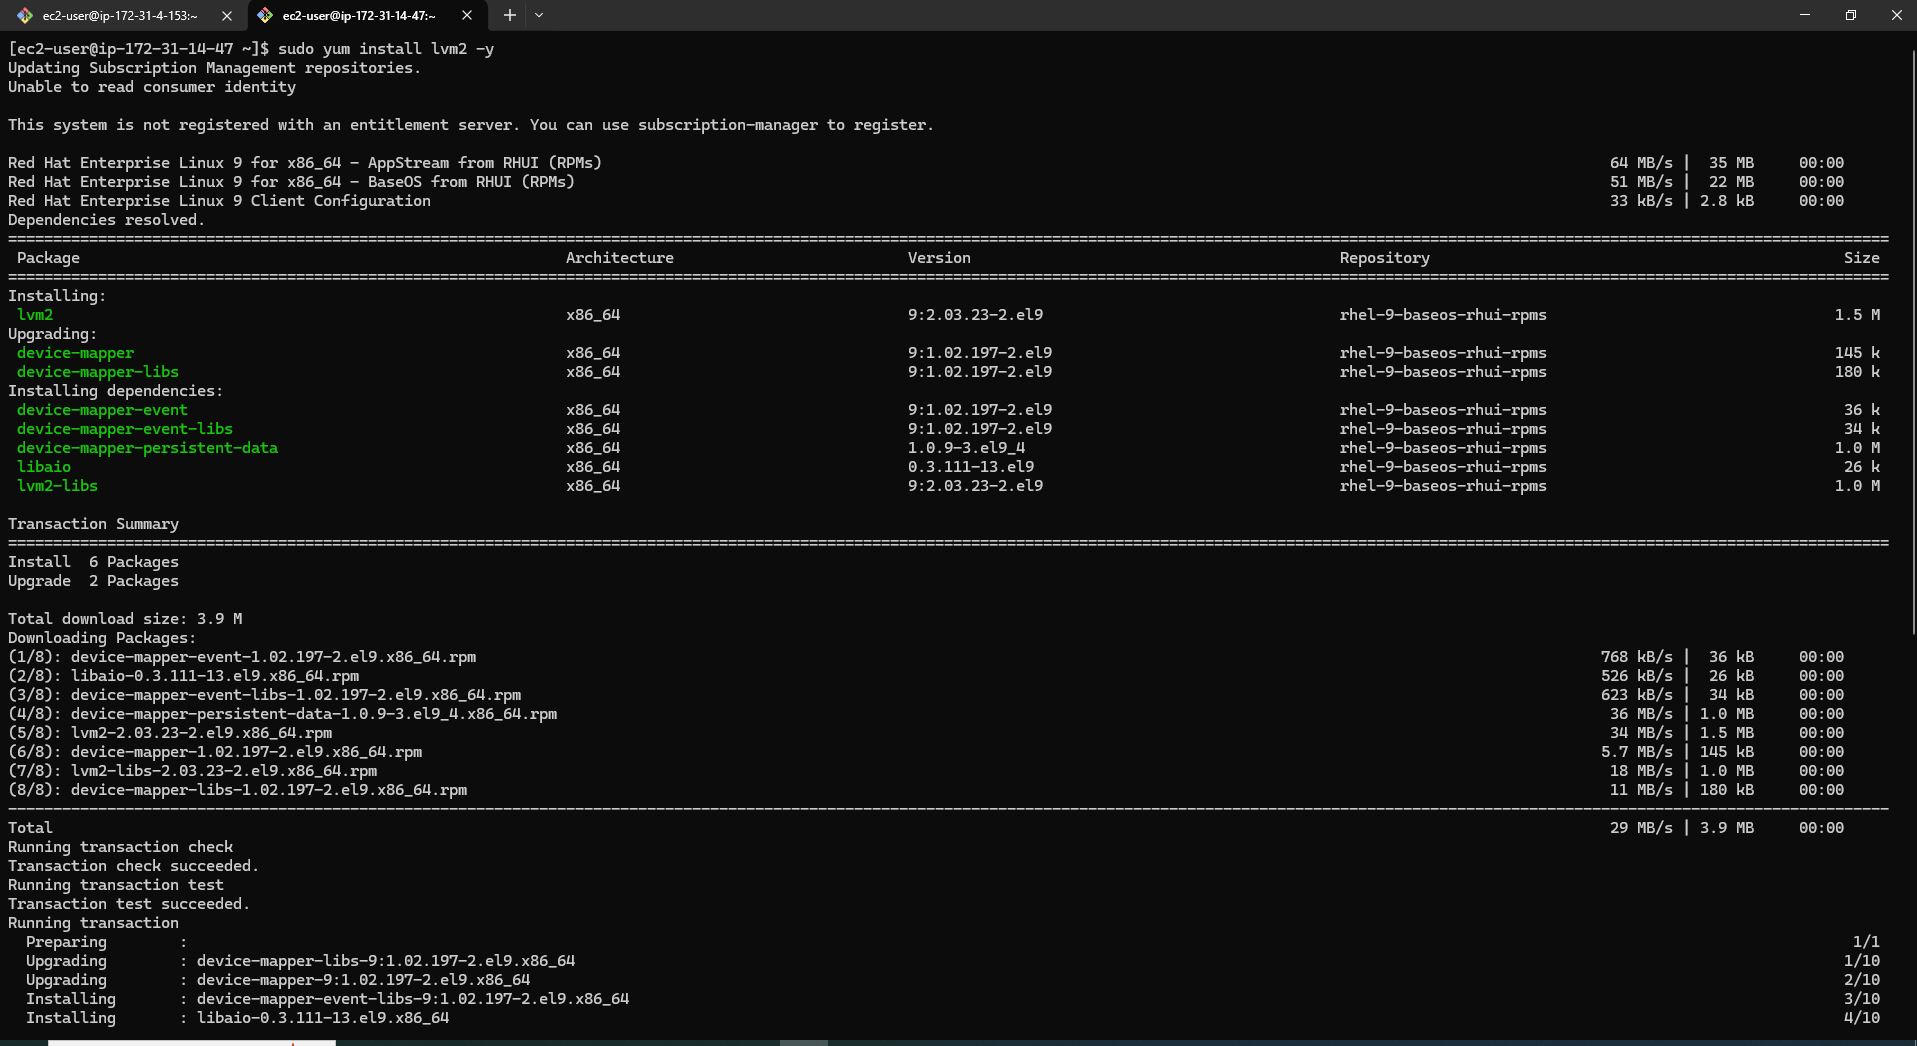 ec2-user@ip-172-31-4-153:~ ec2-user@ip-172-31-14-47:~
[ec2-user@ip-172-31-14-47 ~]$ sudo yum install lvm2 -y
Updating Subscription Management repositories.
Unable to read consumer identity
This system is not registered with an entitlement server. You can use subscription-manager to register.
Red Hat Enterprise Linux 9 for x86_64 - AppStream from RHUI (RPMs) 64 MB/s | 35 MB 00:00
Red Hat Enterprise Linux 9 for x86_64 - BaseOS from RHUI (RPMs) 51 MB/s | 22 MB 00:00
Red Hat Enterprise Linux 9 Client Configuration 33 kB/s | 2.8 kB 00:00
Dependencies resolved.
Package Architecture Version Repository Size
Installing:
lvm2 x86_64 9:2.03.23-2.el9 rhel-9-baseos-rhui-rpms 1.5 M
Upgrading:
device-mapper x86_64 9:1.02.197-2.el9 rhel-9-baseos-rhui-rpms 145 k
device-mapper-libs x86_64 9:1.02.197-2.el9 rhel-9-baseos-rhui-rpms 180 k
Installing dependencies:
device-mapper-event x86_64 9:1.02.197-2.el9 rhel-9-baseos-rhui-rpms 36 k
device-mapper-event-libs x86_64 9:1.02.197-2.el9 rhel-9-baseos-rhui-rpms 34 k
device-mapper-persistent-data x86_64 1.0.9-3.el9_4 rhel-9-baseos-rhui-rpms 1.0 M
libaio x86_64 0.3.111-13.el9 rhel-9-baseos-rhui-rpms 26 k
lvm2-libs x86_64 9:2.03.23-2.el9 rhel-9-baseos-rhui-rpms 1.0 M
Transaction Summary
Install 6 Packages
Upgrade 2 Packages
Total download size: 3.9 M
Downloading Packages:
(1/8): device-mapper-event-1.02.197-2.el9.x86_64.rpm 768 kB/s | 36 kB 00:00
(2/8): libaio-0.3.111-13.el9.x86_64.rpm 526 kB/s | 26 kB 00:00
(3/8): device-mapper-event-libs-1.02.197-2.el9.x86_64.rpm 623 kB/s | 34 kB 00:00
(4/8): device-mapper-persistent-data-1.0.9-3.el9_4.x86_64.rpm 36 MB/s | 1.0 MB 00:00
(5/8): lvm2-2.03.23-2.el9.x86_64.rpm 34 MB/s | 1.5 MB 00:00
(6/8): device-mapper-1.02.197-2.el9.x86_64.rpm 5.7 MB/s | 145 kB 00:00
(7/8): lvm2-libs-2.03.23-2.el9.x86_64.rpm 18 MB/s | 1.0 MB 00:00
(8/8): device-mapper-libs-1.02.197-2.el9.x86_64.rpm 11 MB/s | 180 kB 00:00
Total 29 MB/s | 3.9 MB 00:00
Running transaction check
Transaction check succeeded.
Running transaction test
Transaction test succeeded.
Running transaction
Preparing : 1/1
Upgrading : device-mapper-libs-9:1.02.197-2.el9.x86_64 1/10
Upgrading : device-mapper-9:1.02.197-2.el9.x86_64 2/10
Installing : device-mapper-event-libs-9:1.02.197-2.el9.x86_64 3/10
Installing : libaio-0.3.111-13.el9.x86_64 4/10